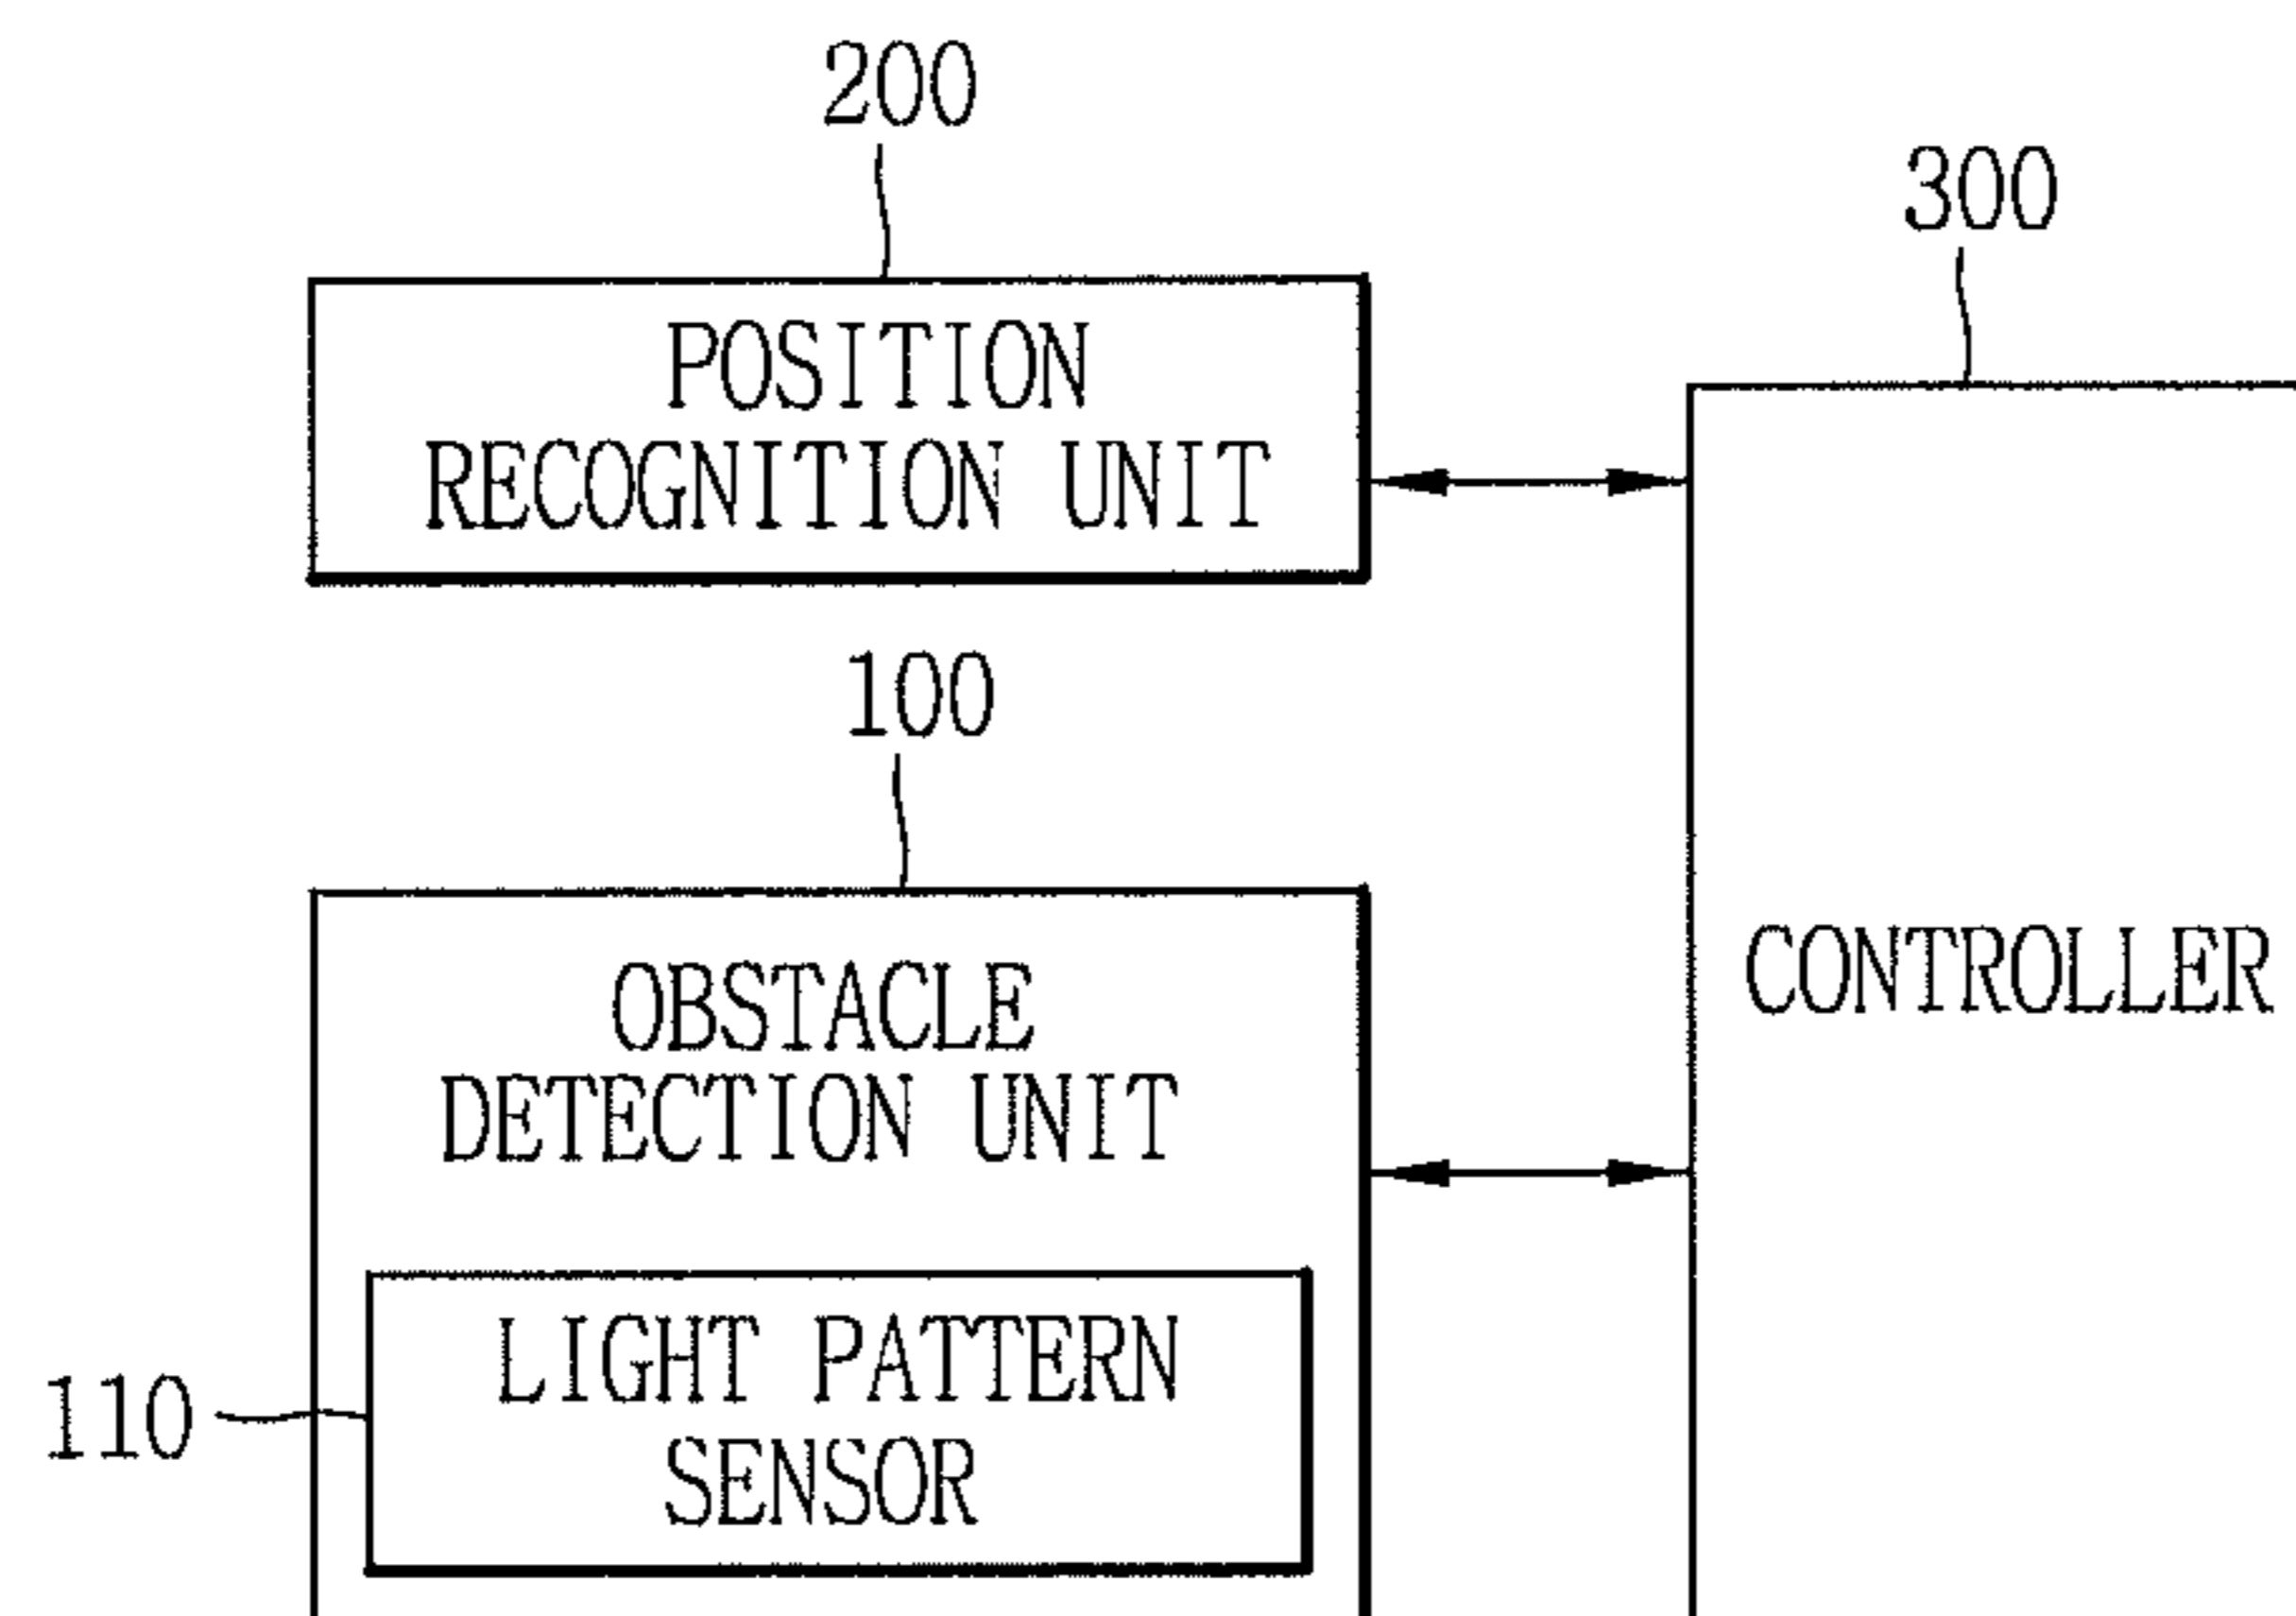 200
300
POSITION
RECOGNITION UNIT
100
OBSTACLE
DETECTION UNIT
CONTROLLER
110
LIGHT PATTERN
SENSOR